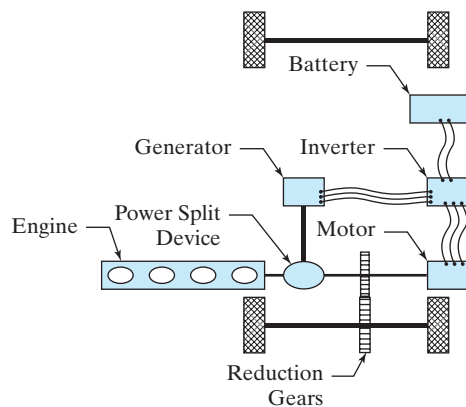 Battery
Generator
Inverter
Engine
Power Split
Device
Motor
Reduction
Gears